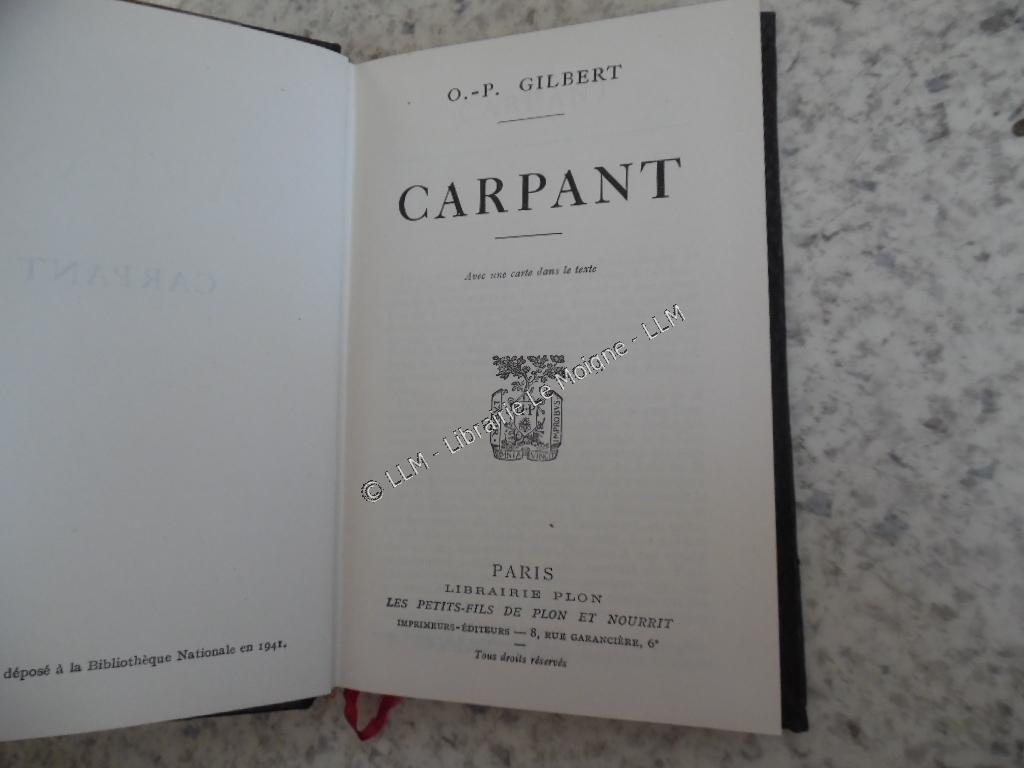 déposé à la Bibliothèque Nationale en 1941.
O.-P. GILBERT
CARPANT
Avec une carte dans le texte
IMPROBVS
© LLM - Librairie Le Moigne - LLM
PARIS
LIBRAIRIE PLON
LES PETITS-FILS DE PLON ET NOURRIT
IMPRIMEURS-ÉDITEURS — 8, RUE GARANCIÈRE, 6e
Tous droits réservés